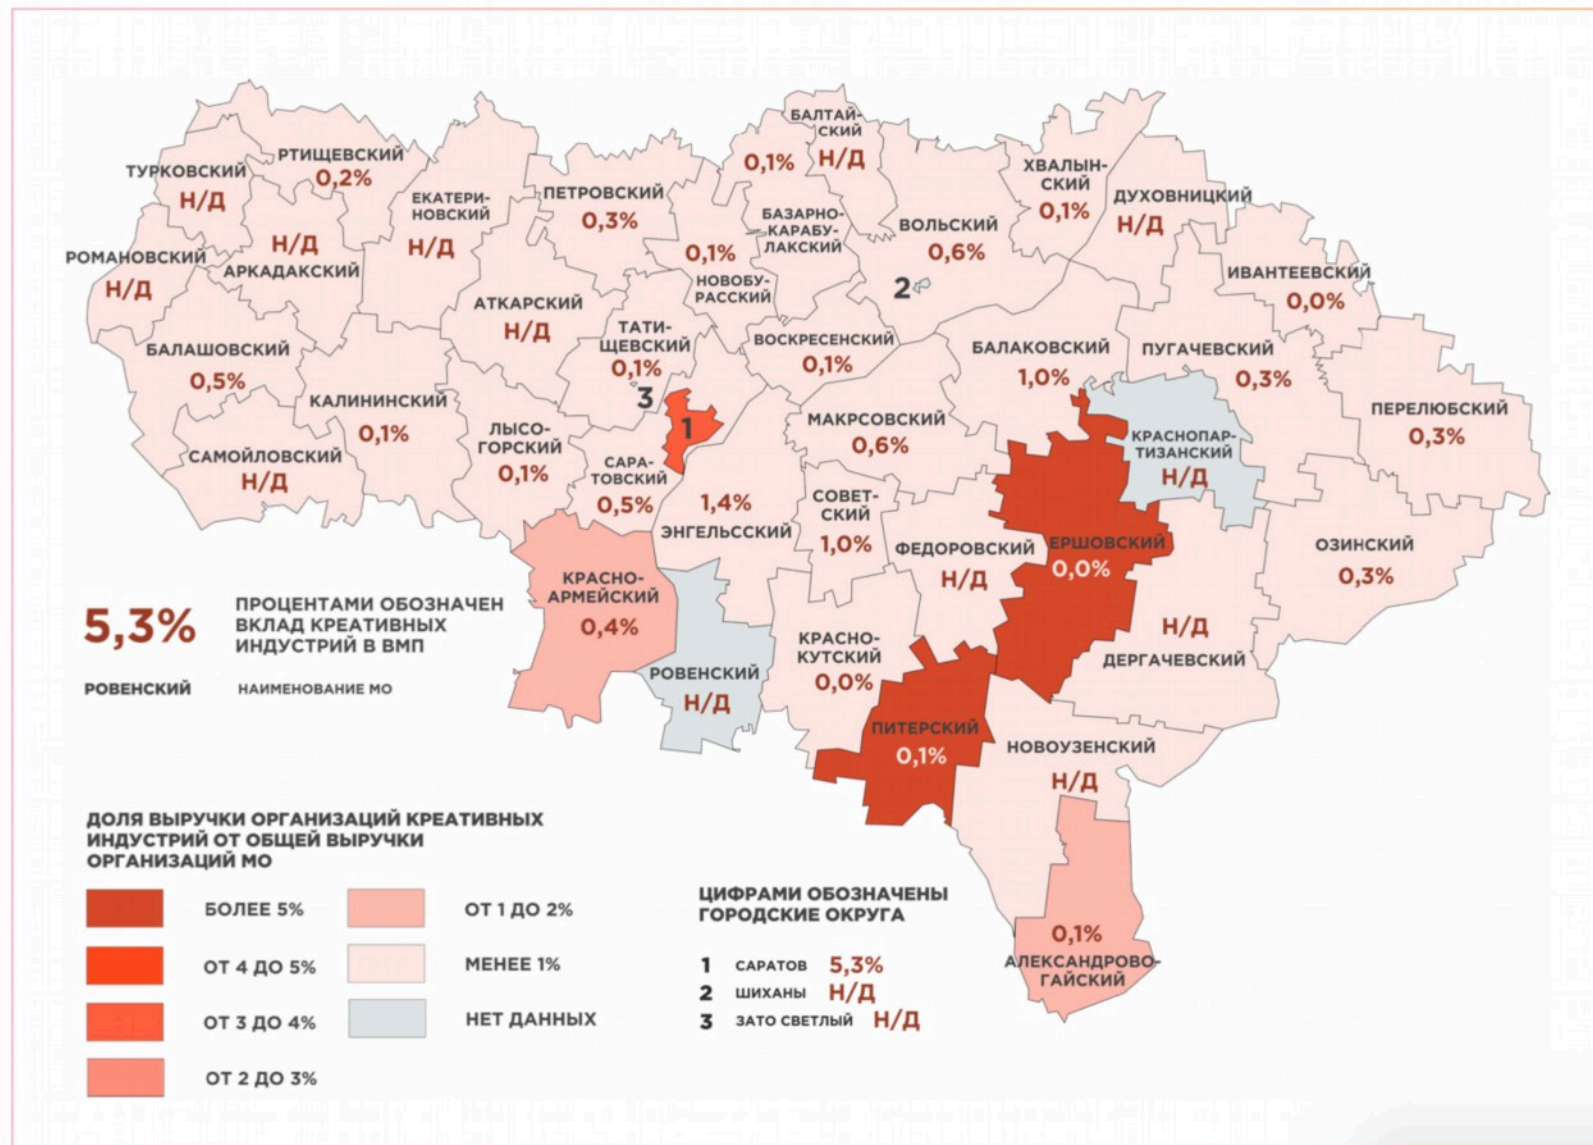 БАЛТАЙ-
СКИЙ
Н/Д
0,1%
ТУРКОВСКИЙ
Н/Д
РТИЩЕВСКИЙ
0,2%
ЕКАТЕРИ-
НОВСКИЙ
Н/Д
ПЕТРОВСКИЙ
0,3%
ХВАЛЫН-
СКИЙ
0,1%
ДУХОВНИЦКИЙ
Н/Д
БАЗАРНО-
КАРАБУ-
ЛАКСКИЙ
ВОЛЬСКИЙ
0,6%
2
РОМАНОВСКИЙ
Н/Д
Н/Д
АРКАДАКСКИЙ
0,1%
НОВОБУ-
РАССКИЙ
ИВАНТЕЕВСКИЙ
0,0%
АТКАРСКИЙ
Н/Д
ТАТИ-
ЩЕВСКИЙ
0,1%
3
ВОСКРЕСЕНСКИЙ
0,1%
БАЛАКОВСКИЙ
1,0%
ПУГАЧЕВСКИЙ
0,3%
БАЛАШОВСКИЙ
0,5%
КАЛИНИНСКИЙ
0,1%
ЛЫСО-
ГОРСКИЙ
0,1%
1
МАКРСОВСКИЙ
0,6%
КРАСНОПАР-
ТИЗАНСКИЙ
Н/Д
ПЕРЕЛЮБСКИЙ
0,3%
САМОЙЛОВСКИЙ
Н/Д
САРА-
ТОВСКИЙ
0,5%
1,4%
ЭНГЕЛЬССКИЙ
СОВЕТ-
СКИЙ
1,0%
ФЕДОРОВСКИЙ
Н/Д
ЕРШОВСКИЙ
0,0%
ОЗИНСКИЙ
0,3%
КРАСНО-
АРМЕЙСКИЙ
0,4%
РОВЕНСКИЙ
Н/Д
КРАСНО-
КУТСКИЙ
0,0%
Н/Д
ДЕРГАЧЕВСКИЙ
ПИТЕРСКИЙ
0,1%
НОВОУЗЕНСКИЙ
Н/Д
0,1%
АЛЕКСАНДРОВО-
ГАЙСКИЙ
5,3%
ПРОЦЕНТАМИ ОБОЗНАЧЕН
ВКЛАД КРЕАТИВНЫХ
ИНДУСТРИЙ В ВМП
РОВЕНСКИЙ
НАИМЕНОВАНИЕ МО
ДОЛЯ ВЫРУЧКИ ОРГАНИЗАЦИЙ КРЕАТИВНЫХ
ИНДУСТРИЙ ОТ ОБЩЕЙ ВЫРУЧКИ
ОРГАНИЗАЦИЙ МО
БОЛЕЕ 5%
ОТ 4 ДО 5%
ОТ 3 ДО 4%
ОТ 2 ДО 3%
ОТ 1 ДО 2%
МЕНЕЕ 1%
НЕТ ДАННЫХ
ЦИФРАМИ ОБОЗНАЧЕНЫ
ГОРОДСКИЕ ОКРУГА
1 САРАТОВ 5,3%
2 ШИХАНЫ Н/Д
3 ЗАТО СВЕТЛЫЙ Н/Д